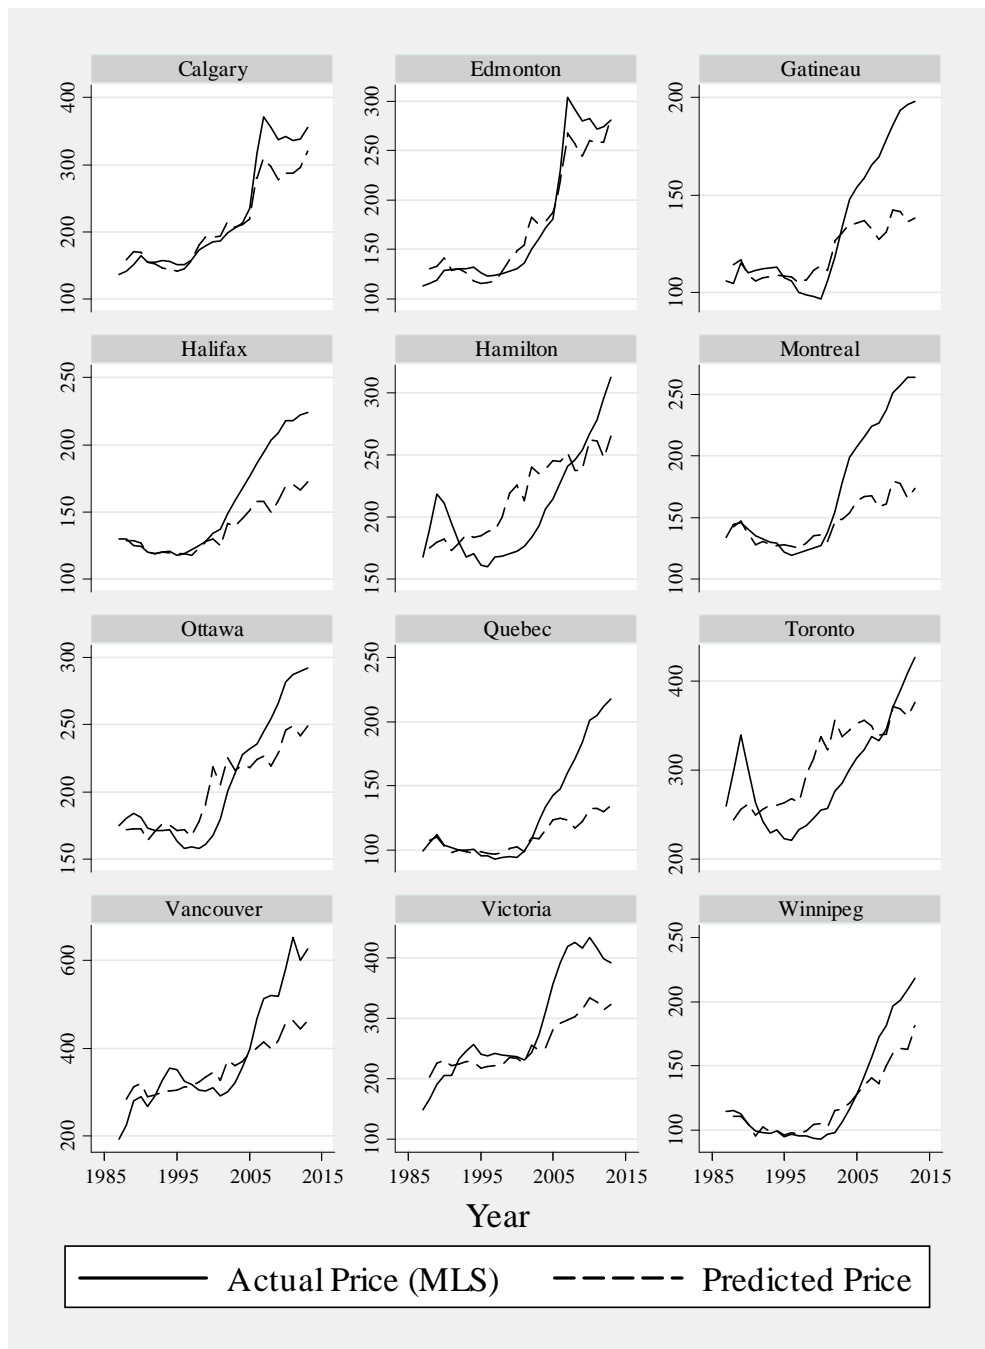 Calgary Edmonton Gatineau
400 300 200
300 250
200 200 150
150
100 100 100
Halifax Hamilton Montreal
250 300 250
200 250 200
150 200 150
100 150 100
Ottawa Quebec Toronto
300 250 400
250 200
200 150 300
150 100 200
Vancouver Victoria Winnipeg
600 400 250
400 300 200
200 150
200 100 100
1985 1995 2005 2015 1985 1995 2005 2015 1985 1995 2005 2015
Year
Actual Price (MLS) Predicted Price